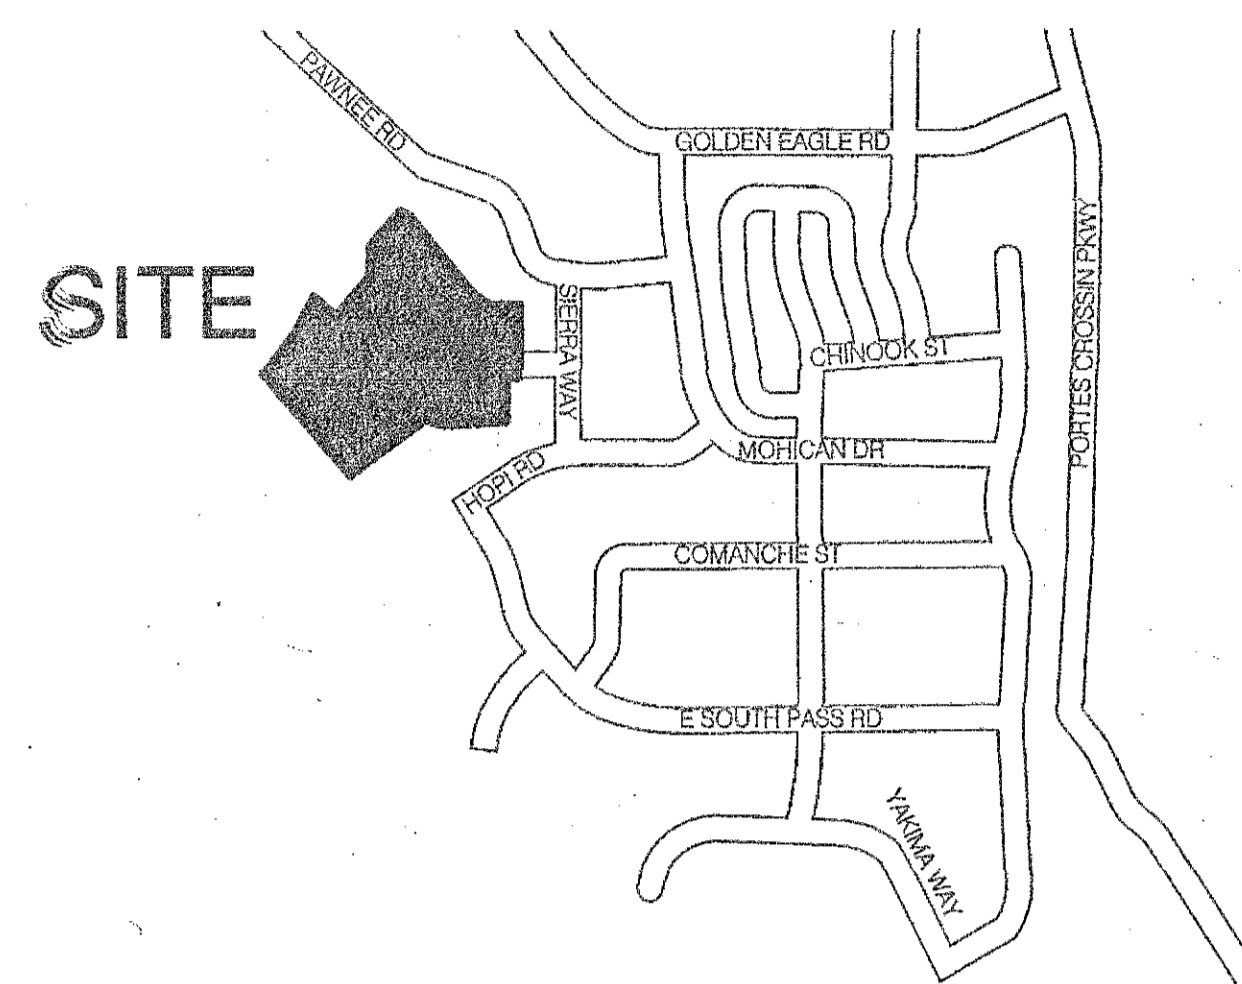 PAWNEE RD
GOLDEN EAGLE RD
SITE
SIERRA WAY
PORTES CROSSIN PKWY
CHINOOK ST
MOHICAN DR
HOPI RD
COMANCHE ST
E SOUTH PASS RD
YAKIMA WAY